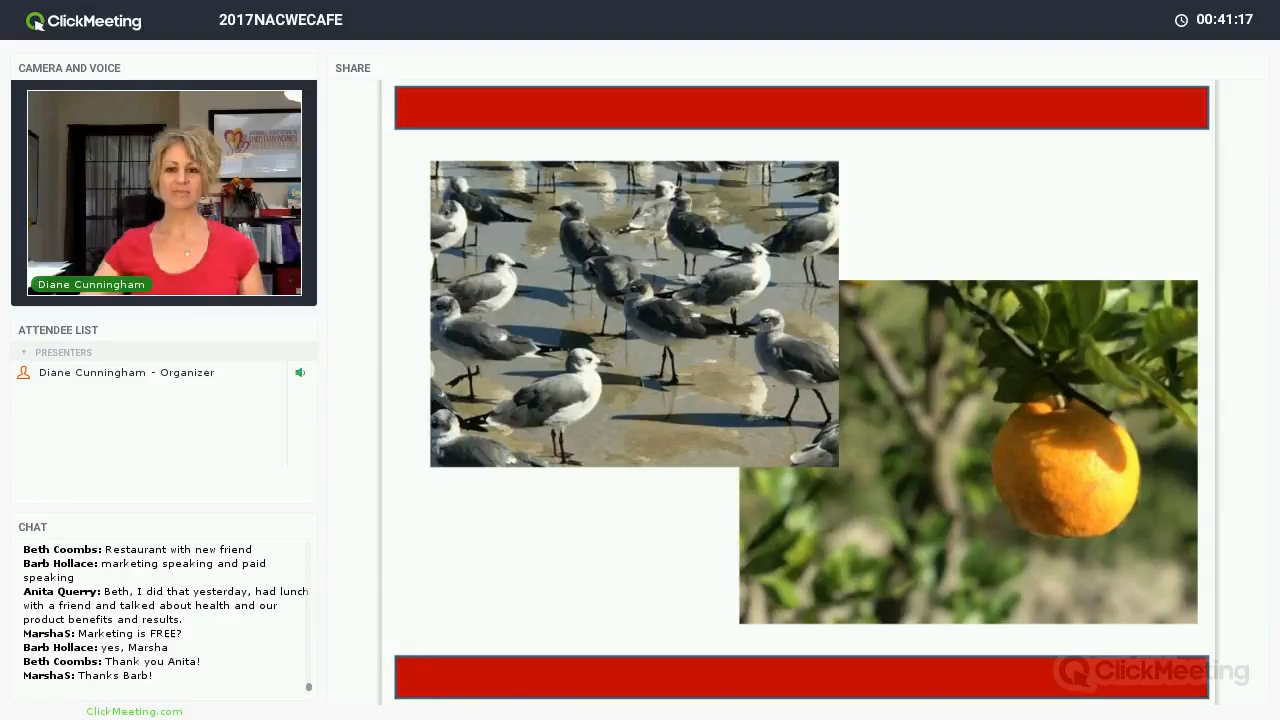 ClickMeeting
2017NACWECAFE
00:41:17
CAMERA AND VOICE
Diane Cunningham
ATTENDEE LIST
PRESENTERS
Diane Cunningham - Organizer
CHAT
Beth Coombs: Restaurant with new friend
Barb Hollace: marketing speaking and paid
speaking
Anita Querry: Beth, I did that yesterday, had lunch
with a friend and talked about health and our
product benefits and results.
MarshaS: Marketing is FREE?
Barb Hollace: yes, Marsha
Beth Coombs: Thank you Anita!
MarshaS: Thanks Barb!
ClickMeeting.com
SHARE
ClickMeeting